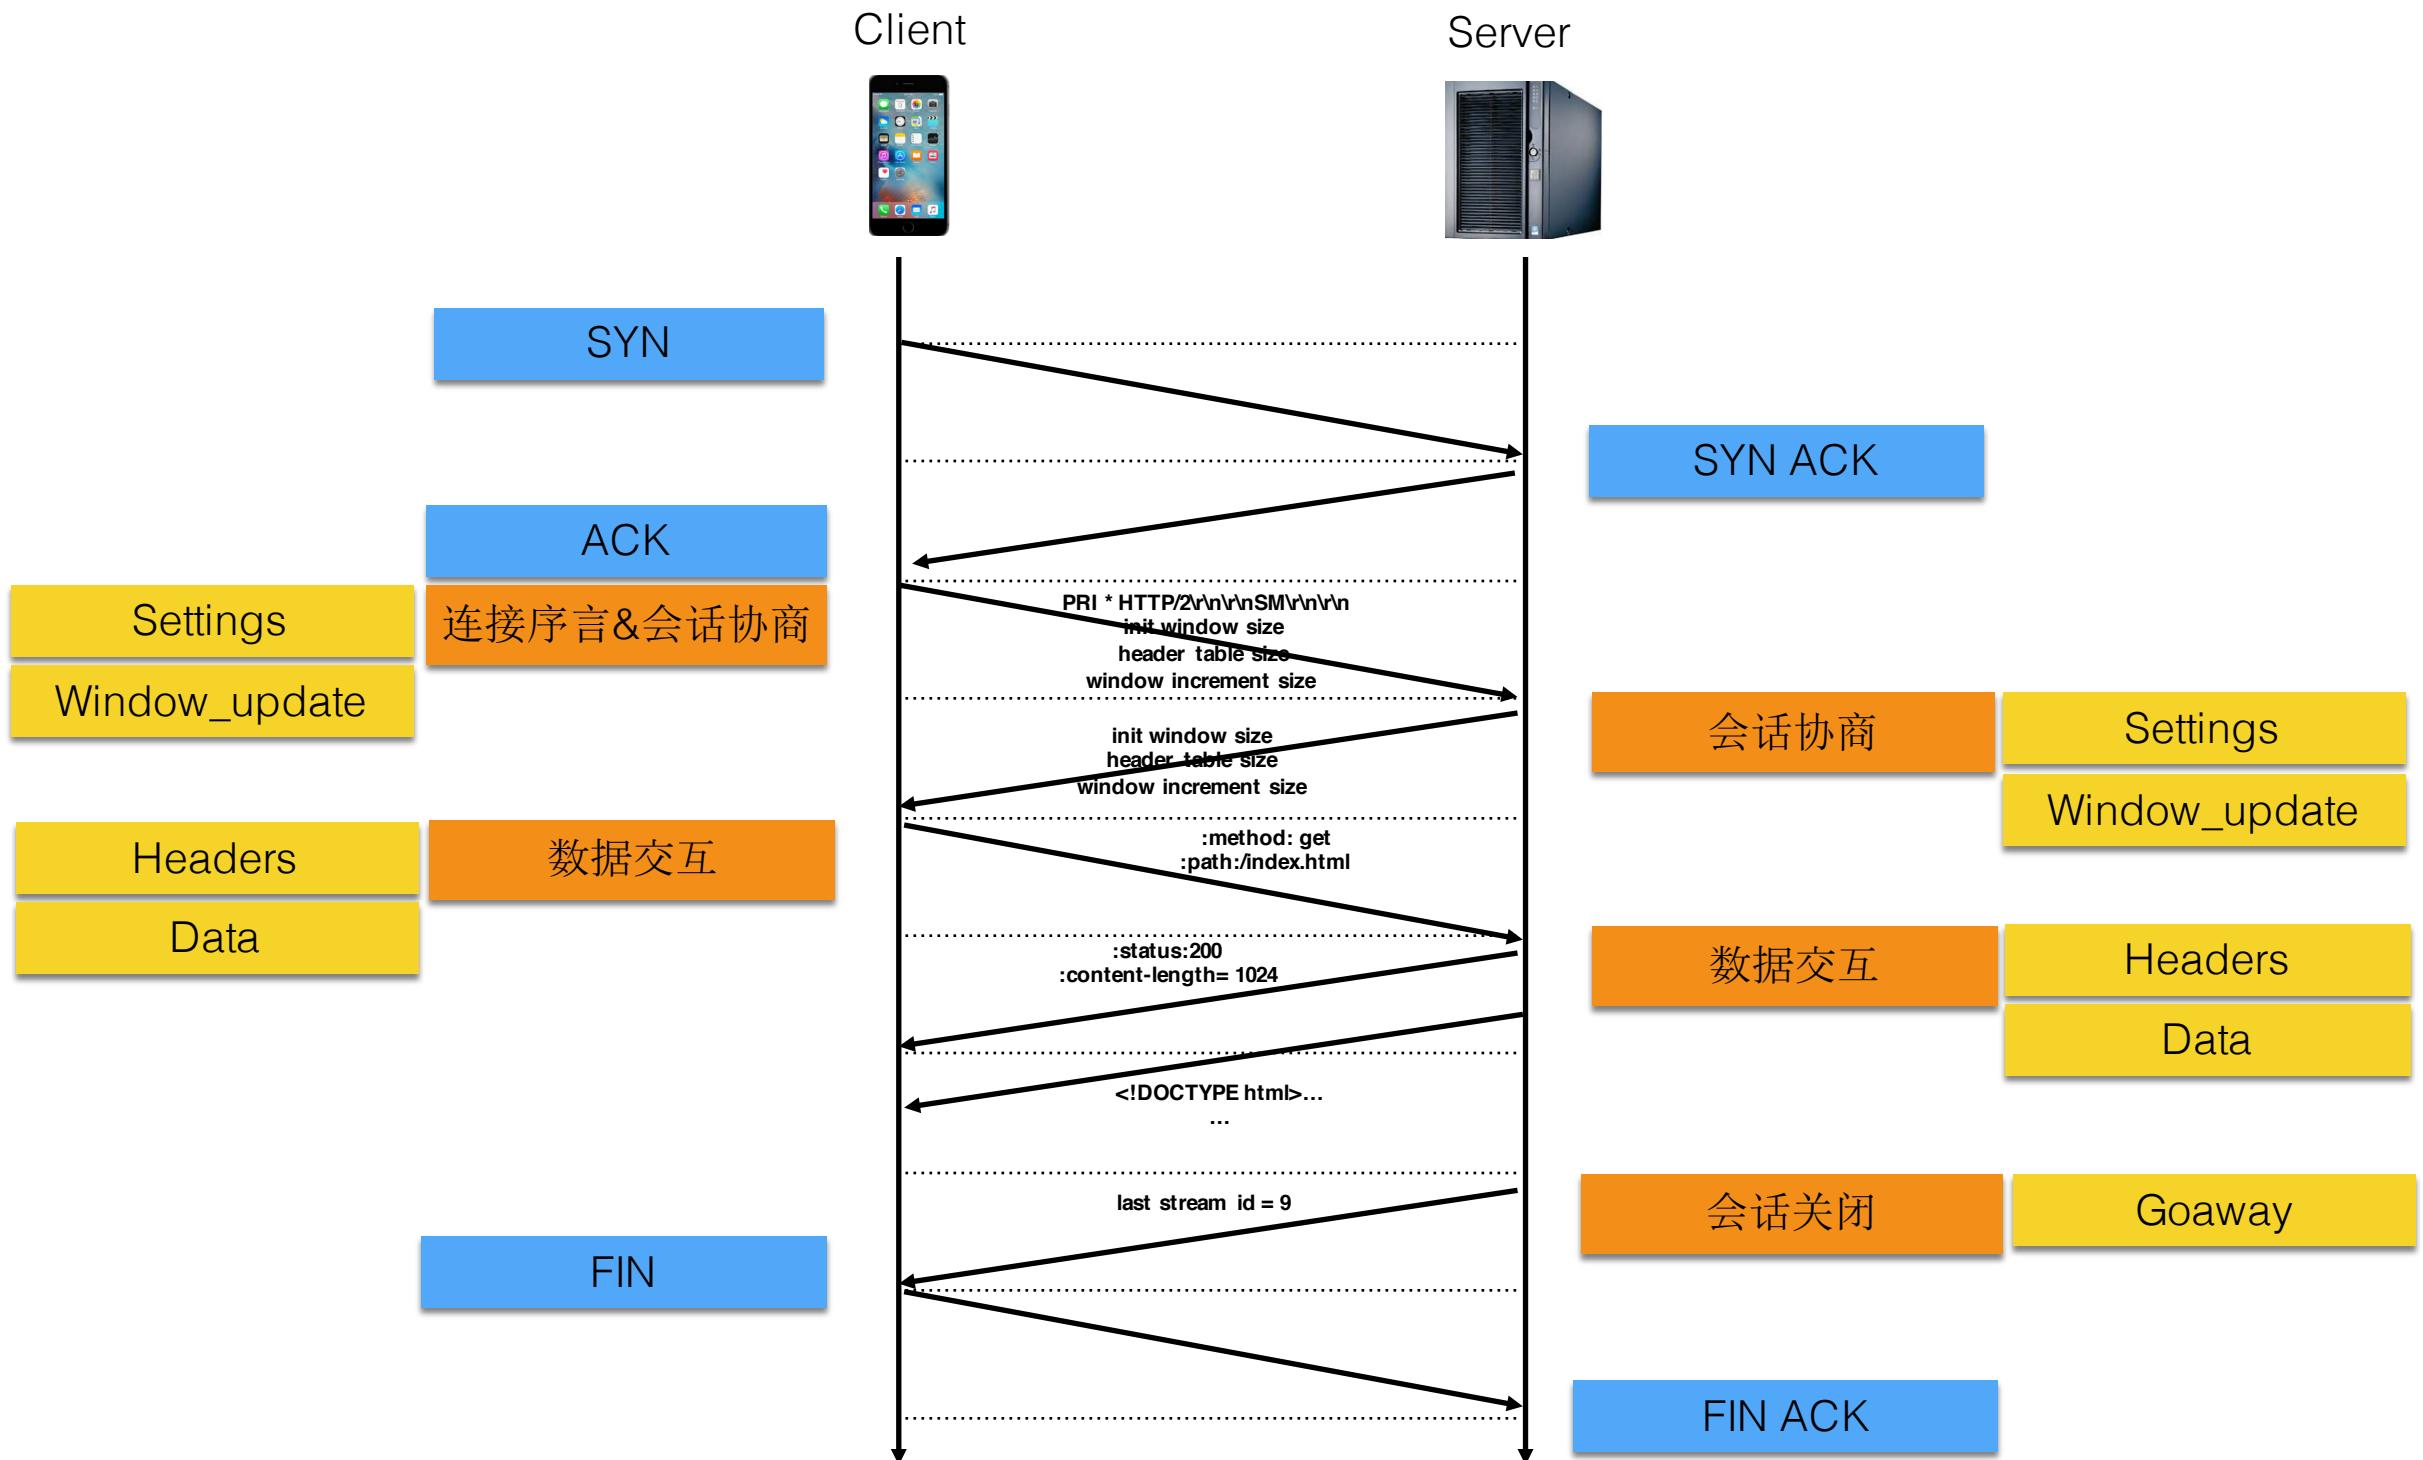 Client
Server
SYN
SYN ACK
ACK
Settings
连接序言&会话协商
PRI * HTTP/2\r\n\r\nSM\r\n\r\n
init window size
header table size
window increment size
Window_update
会话协商
Settings
init window size
header table size
window increment size
Window_update
Headers
数据交互
:method: get
:path:/index.html
Data
:status:200
:content-length= 1024
数据交互
Headers
Data
<!DOCTYPE html>...
...
last stream id = 9
会话关闭
Goaway
FIN
FIN ACK